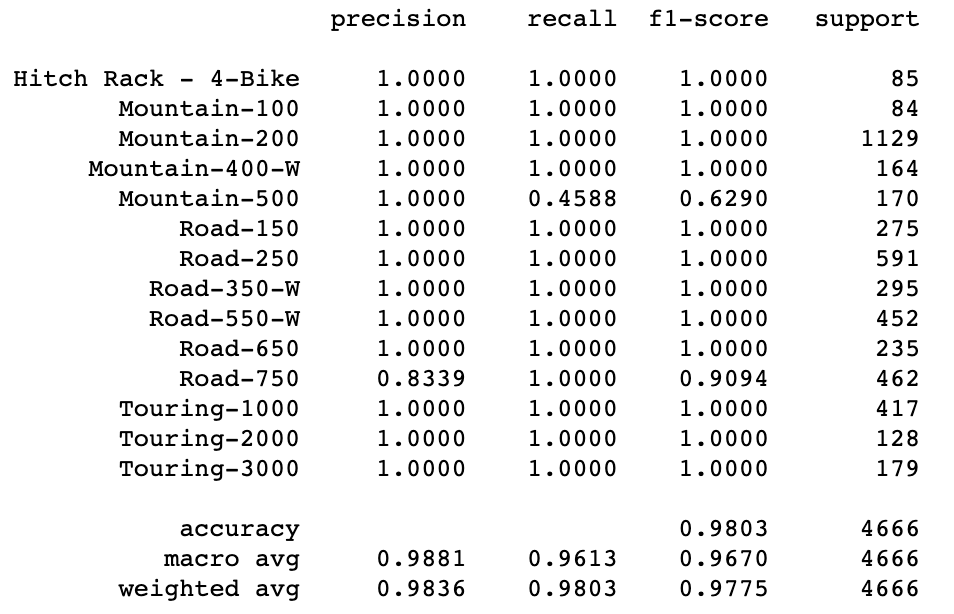 precision recall f1-score support
Hitch Rack - 4-Bike 1.0000 1.0000 1.0000 85
Mountain-100 1.0000 1.0000 1.0000 84
Mountain-200 1.0000 1.0000 1.0000 1129
Mountain-400-W 1.0000 1.0000 1.0000 164
Mountain-500 1.0000 0.4588 0.6290 170
Road-150 1.0000 1.0000 1.0000 275
Road-250 1.0000 1.0000 1.0000 591
Road-350-W 1.0000 1.0000 1.0000 295
Road-550-W 1.0000 1.0000 1.0000 452
Road-650 1.0000 1.0000 1.0000 235
Road-750 0.8339 1.0000 0.9094 462
Touring-1000 1.0000 1.0000 1.0000 417
Touring-2000 1.0000 1.0000 1.0000 128
Touring-3000 1.0000 1.0000 1.0000 179
accuracy 0.9803 4666
macro avg 0.9881 0.9613 0.9670 4666
weighted avg 0.9836 0.9803 0.9775 4666